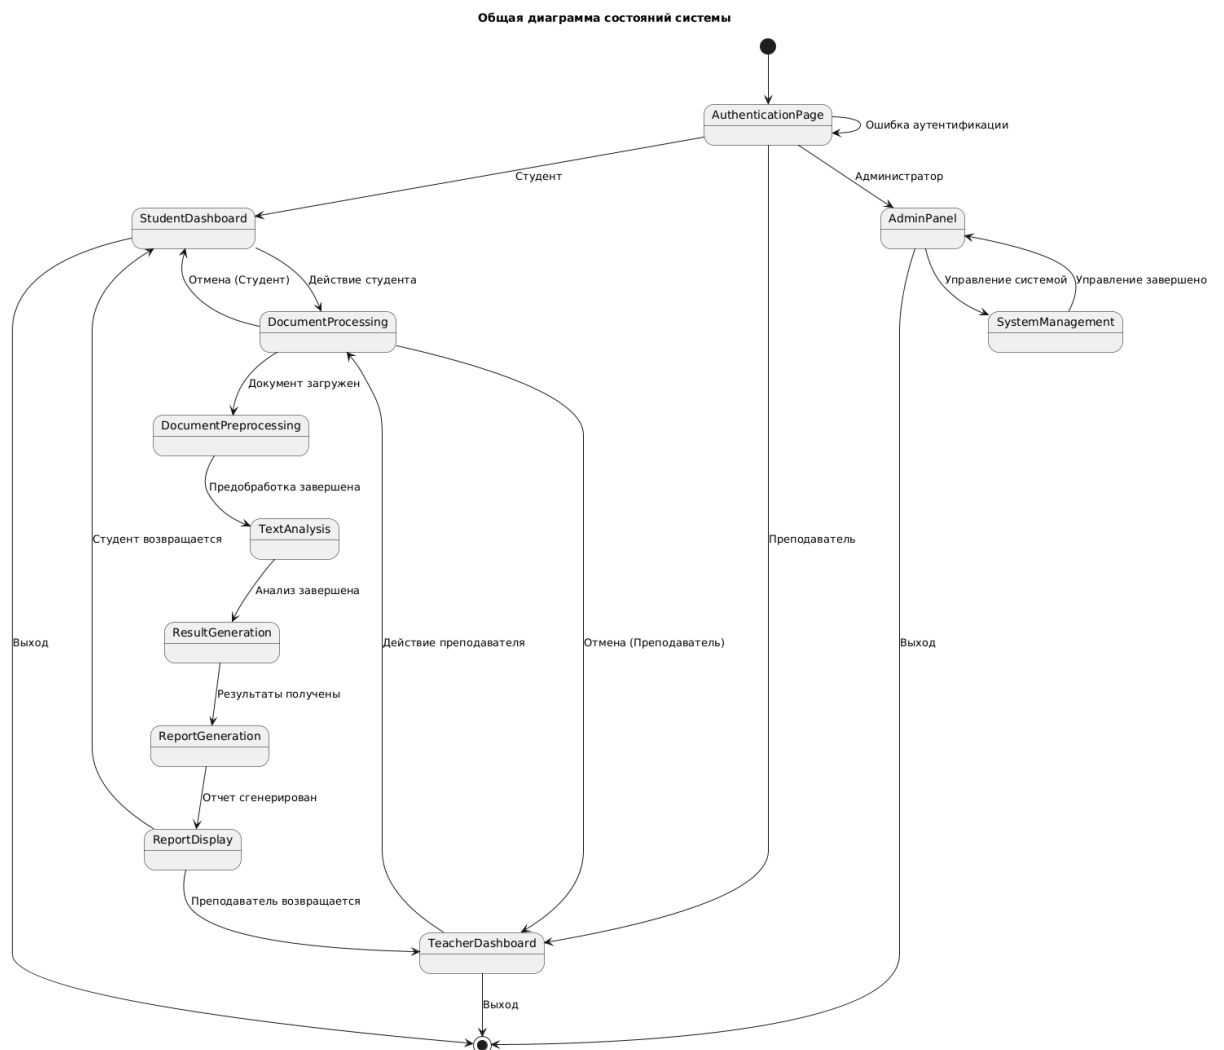 Общая диаграмма состояний системы
AuthenticationPage
Ошибка аутентификации
Студент
Администратор
StudentDashboard
AdminPanel
Отмена (Студент)
Действие студента
Управление системой
Управление завершено
DocumentProcessing
SystemManagement
Документ загружен
DocumentPreprocessing
Предобработка завершена
TextAnalysis
Студент возвращается
Преподаватель
Анализ завершена
ResultGeneration
Выход
Действие преподавателя
Отмена (Преподаватель)
Выход
Результаты получены
ReportGeneration
Отчет сгенерирован
ReportDisplay
Преподаватель возвращается
TeacherDashboard
Выход